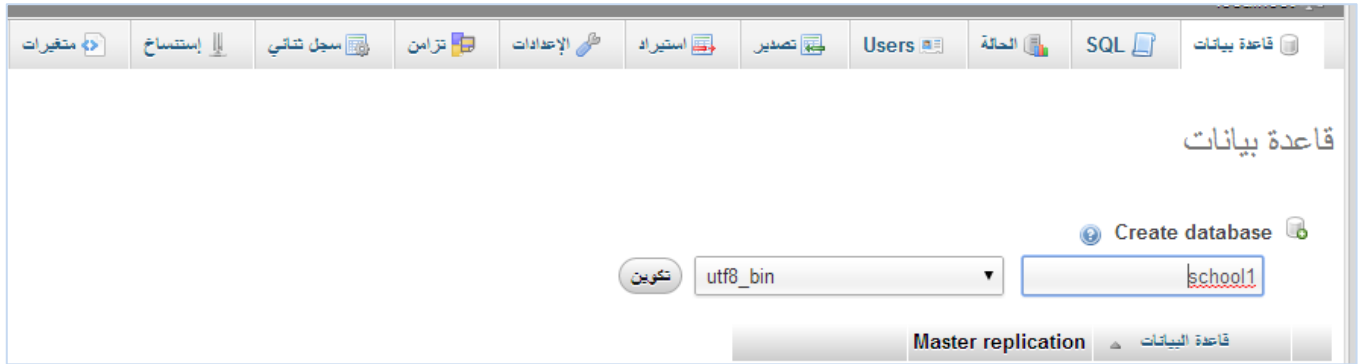 قاعدة بيانات SQL الحالة Users تصدير استيراد الإعدادات تزامن سجل ثنائي إستنساخ متغيرات
قاعدة بيانات
Create database
school1 utf8_bin تكوين
قاعدة البيانات Master replication